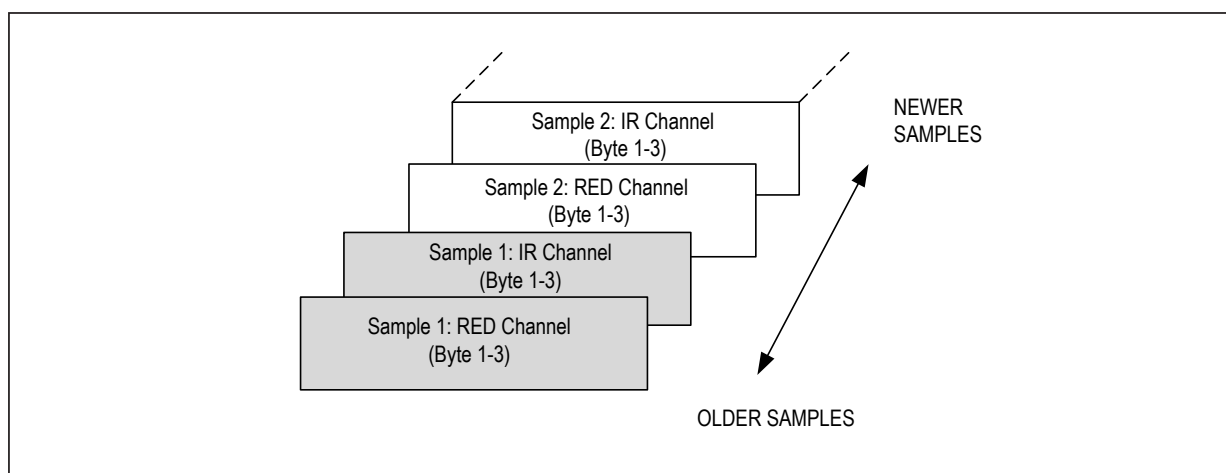 NEWER
SAMPLES
Sample 2: IR Channel
(Byte 1-3)
Sample 2: RED Channel
(Byte 1-3)
Sample 1: IR Channel
(Byte 1-3)
Sample 1: RED Channel
(Byte 1-3)
OLDER SAMPLES